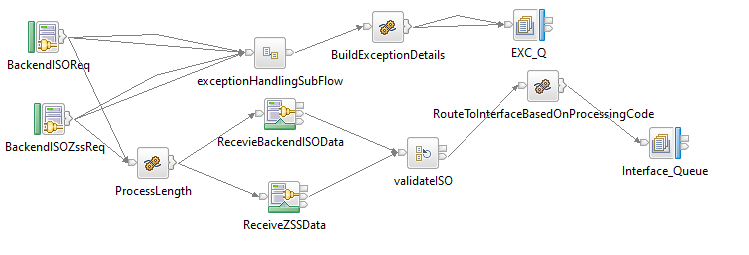 BackendISOReq
exceptionHandlingSubFlow
BuildExceptionDetails
EXC_Q
BackendISOZssReq
RecevieBackendISOData
RouteToInterfaceBasedOnProcessingCode
ProcessLength
validateISO
Interface_Queue
ReceiveZSSData